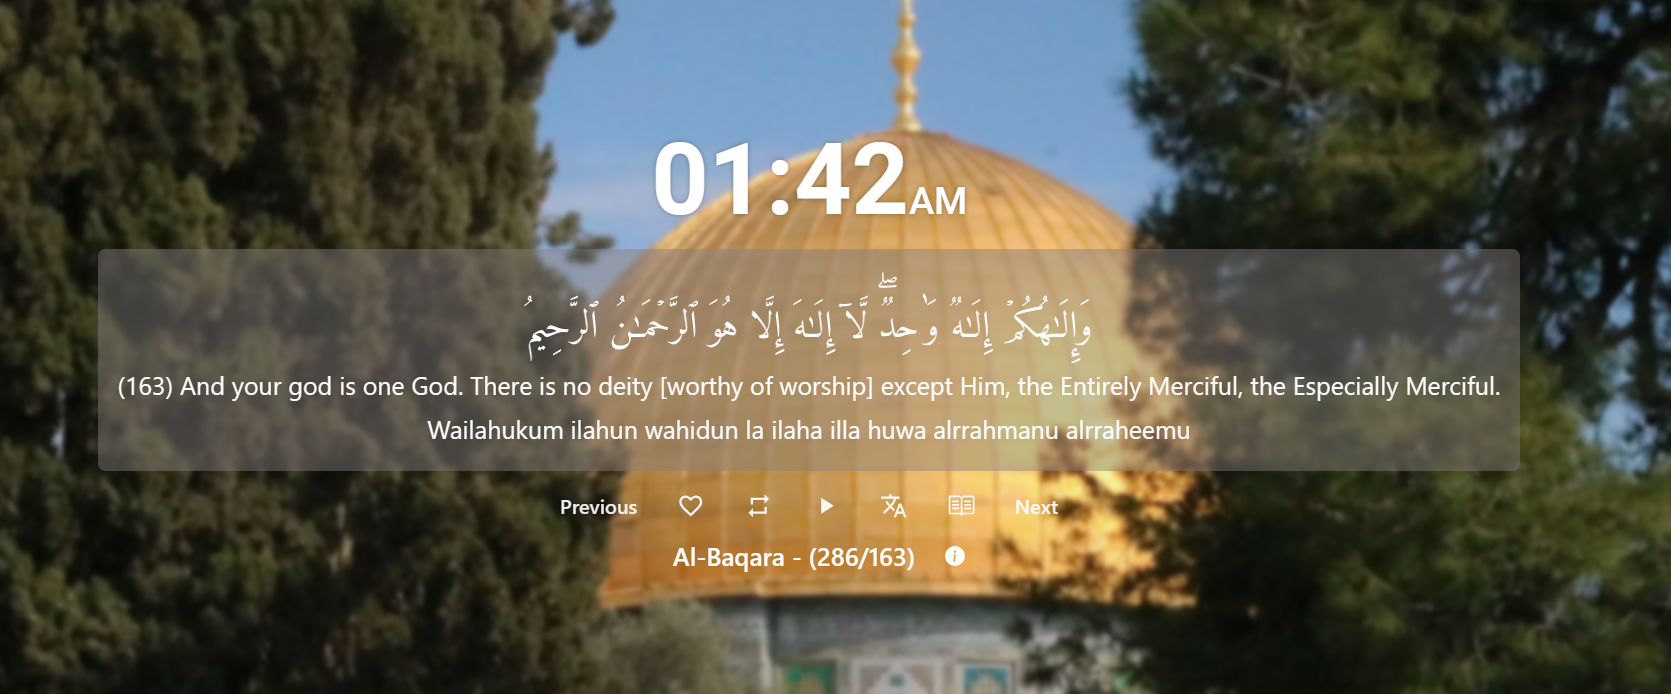 01:42AM
وَإِلَـٰهُكُمْ إِلَـٰهٌ وَٰحِدٌ ۖ لَّآ إِلَـٰهَ إِلَّا هُوَ ٱلرَّحْمَـٰنُ ٱلرَّحِيمُ
(163) And your god is one God. There is no deity [worthy of worship] except Him, the Entirely Merciful, the Especially Merciful.
Wailahukum ilahun wahidun la ilaha illa huwa alrrahmanu alrraheemu
Previous Next
Al-Baqara - (286/163)